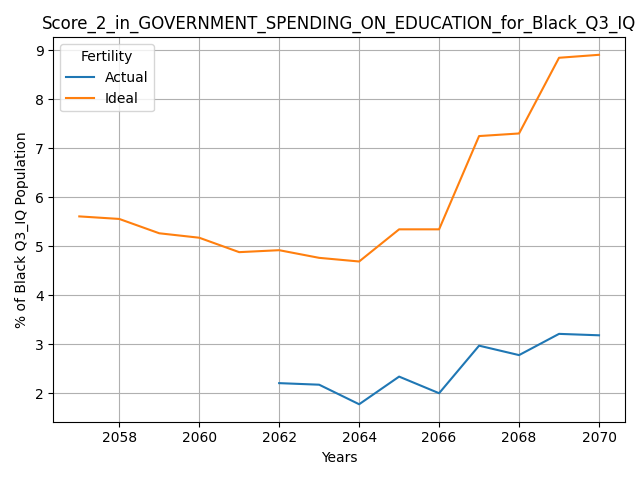 Score_2_in_GOVERNMENT_SPENDING_ON_EDUCATION_for_Black_Q3_IQ
Fertility
Actual
Ideal
% of Black Q3_IQ Population
9
8
7
6
5
4
3
2
2058 2060 2062 2064 2066 2068 2070
Years